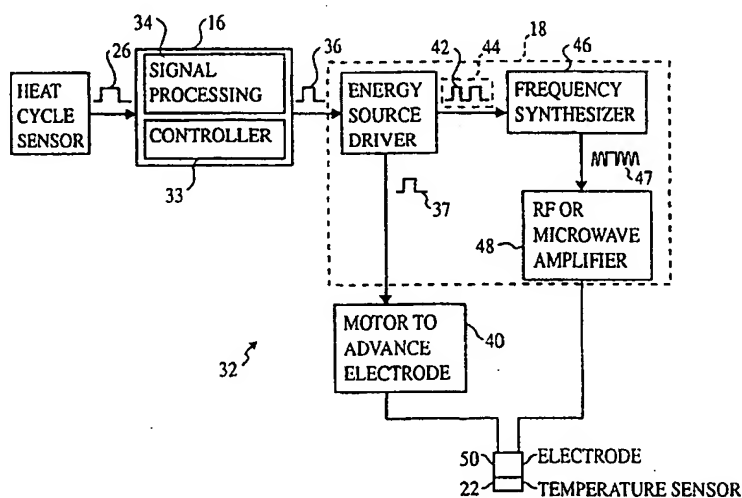 34
16
26
36
42
44
18
46
HEAT
CYCLE
SENSOR
SIGNAL
PROCESSING
CONTROLLER
33
ENERGY
SOURCE
DRIVER
FREQUENCY
SYNTHESIZER
47
37
48
RF OR
MICROWAVE
AMPLIFIER
MOTOR TO
ADVANCE
ELECTRODE
40
32
50
ELECTRODE
22
TEMPERATURE SENSOR